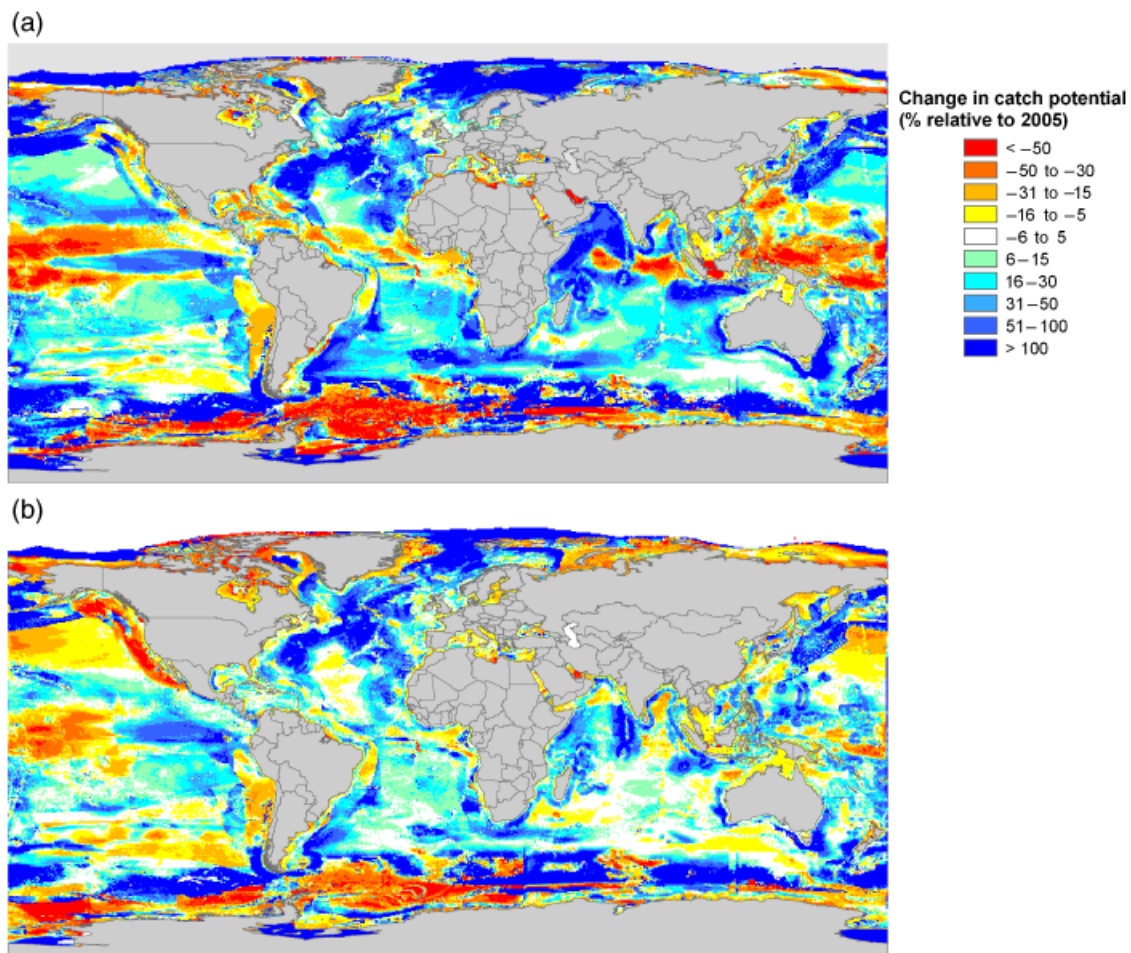 (a)
Change in catch potential
(% relative to 2005)
< −50
−50 to −30
−31 to −15
−16 to −5
−6 to 5
6−15
16−30
31−50
51−100
> 100
(b)